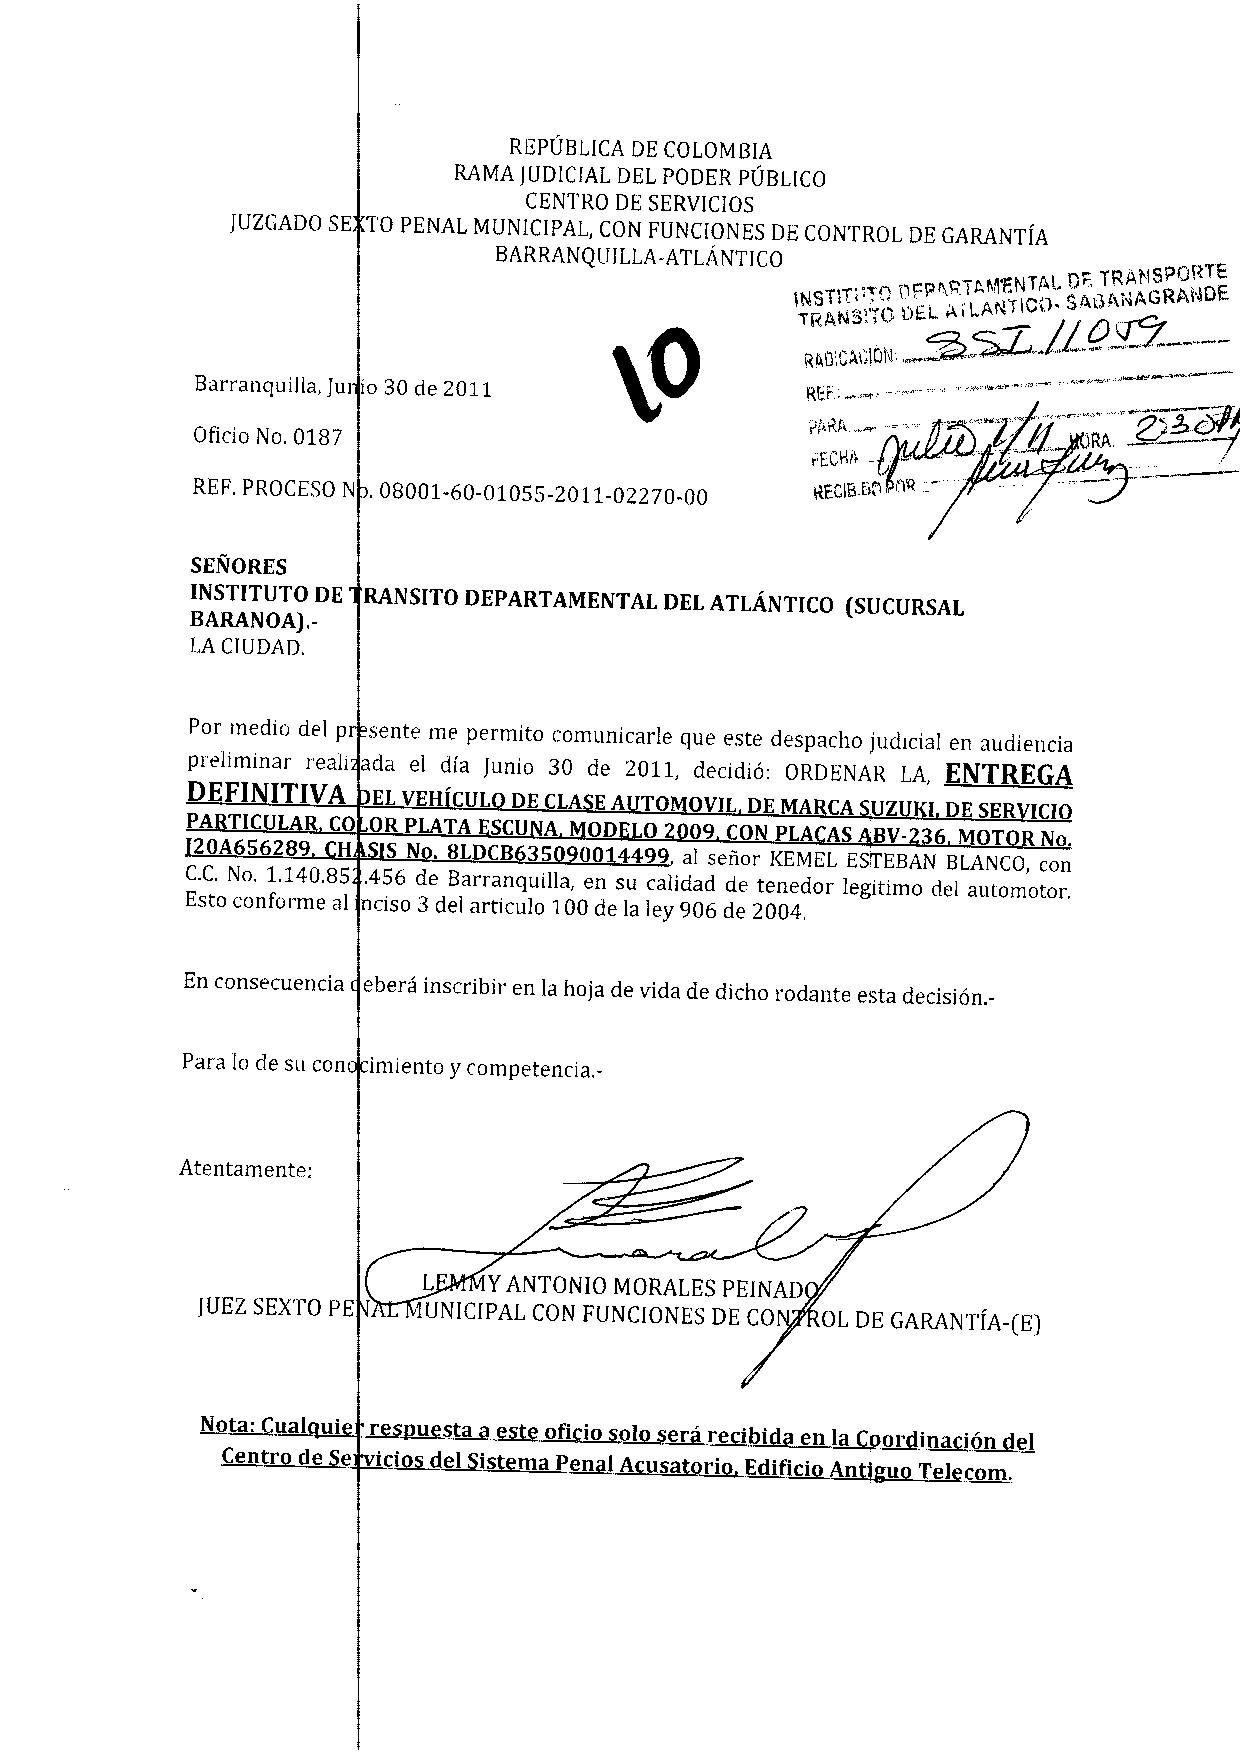 REPÚBLICA DE COLOMBIA
RAMA JUDICIAL DEL PODER PÚBLICO
CENTRO DE SERVICIOS
JUZGADO SEXTO PENAL MUNICIPAL, CON FUNCIONES DE CONTROL DE GARANTÍA
BARRANQUILLA-ATLÁNTICO
INSTITUTO DEPARTAMENTAL DE TRANSPORTE
TRANSITO DEL ATLANTICO- SABANAGRANDE
RADICACIÓN:
REF:
PARA
FECHA Julio 1/11 HORA
RECIBIDO POR
10
Barranquilla, Junio 30 de 2011
Oficio No. 0187
REF. PROCESO No. 08001-60-01055-2011-02270-00
SEÑORES
INSTITUTO DE TRANSITO DEPARTAMENTAL DEL ATLÁNTICO (SUCURSAL
BARANOA).-
LA CIUDAD.
Por medio del presente me permito comunicarle que este despacho judicial en audiencia
preliminar realizada el día Junio 30 de 2011, decidió: ORDENAR LA, ENTREGA
DEFINITIVA DEL VEHÍCULO DE CLASE AUTOMOVIL, DE MARCA SUZUKI, DE SERVICIO
PARTICULAR, COLOR PLATA ESCUNA, MODELO 2009, CON PLACAS ABV-236, MOTOR No.
J20A656289, CHASIS No. 8LDCB635090014499, al señor KEMEL ESTEBAN BLANCO, con
C.C. No. 1.140.852.456 de Barranquilla, en su calidad de tenedor legitimo del automotor.
Esto conforme al inciso 3 del articulo 100 de la ley 906 de 2004.
En consecuencia deberá inscribir en la hoja de vida de dicho rodante esta decisión.-
Para lo de su conocimiento y competencia.-
Atentamente:
LEMMY ANTONIO MORALES PEINADO
JUEZ SEXTO PENAL MUNICIPAL CON FUNCIONES DE CONTROL DE GARANTÍA-(E)
Nota: Cualquier respuesta a este oficio solo será recibida en la Coordinación del
Centro de Servicios del Sistema Penal Acusatorio, Edificio Antiguo Telecom.